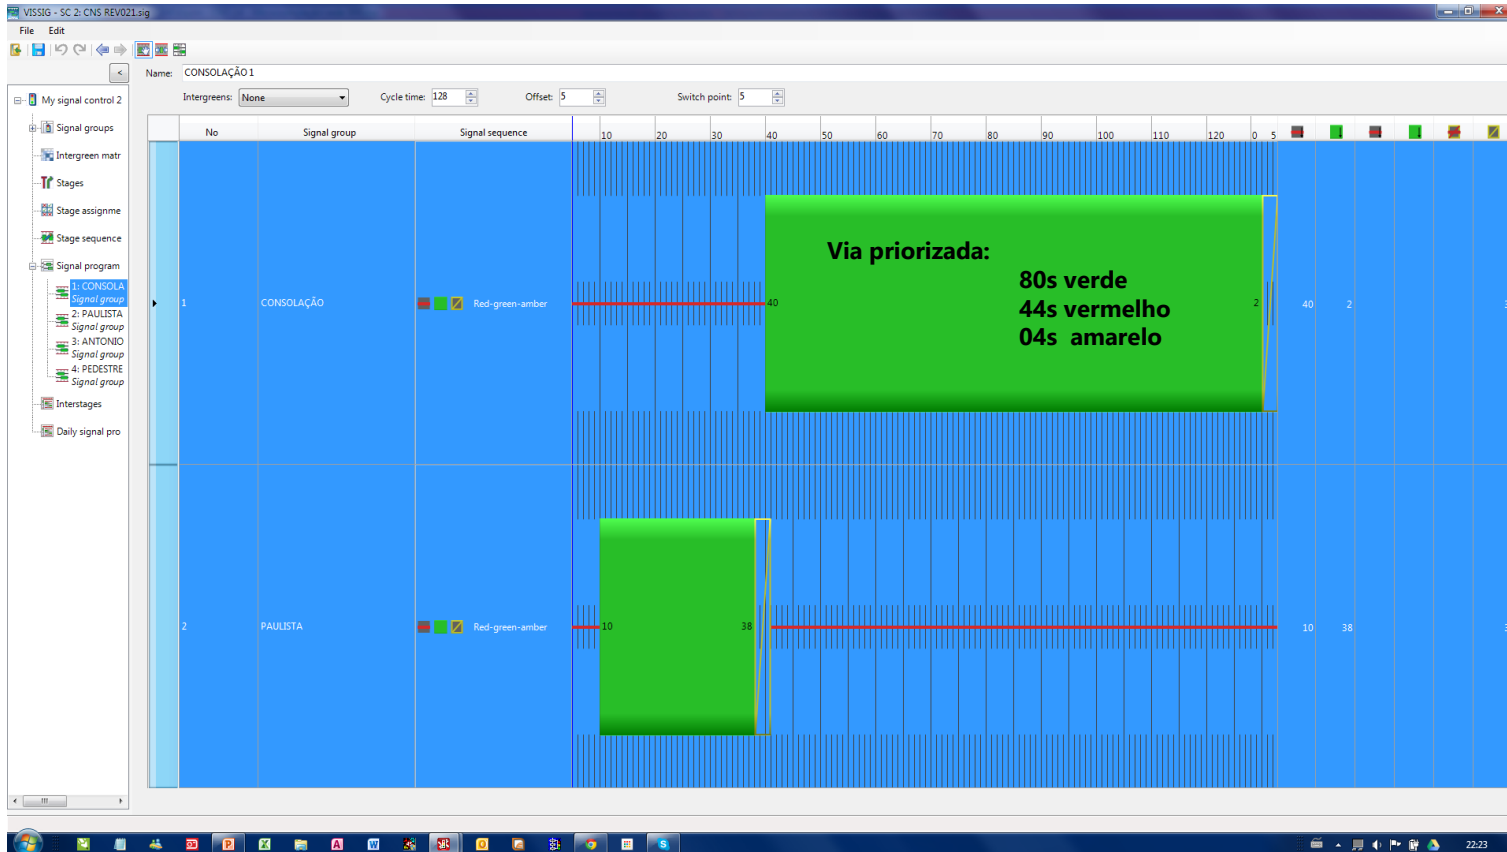 VISSIG - SC 2: CNS REV021.sig
File Edit
Name: CONSOLAÇÃO 1
Intergreens: None Cycle time: 128 Offset: 5 Switch point: 5
My signal control 2
Signal groups
Intergreen matr
Stages
Stage assignme
Stage sequence
Signal program
1: CONSOLA
Signal group
2: PAULISTA
Signal group
3: ANTONIO
Signal group
4: PEDESTRE
Signal group
Interstages
Daily signal pro
No Signal group Signal sequence 10 20 30 40 50 60 70 80 90 100 110 120 0 5
Via priorizada:
80s verde
44s vermelho
04s amarelo
1 CONSOLAÇÃO Red-green-amber 40 2 40 2
2 PAULISTA Red-green-amber 10 38 10 38
22:23